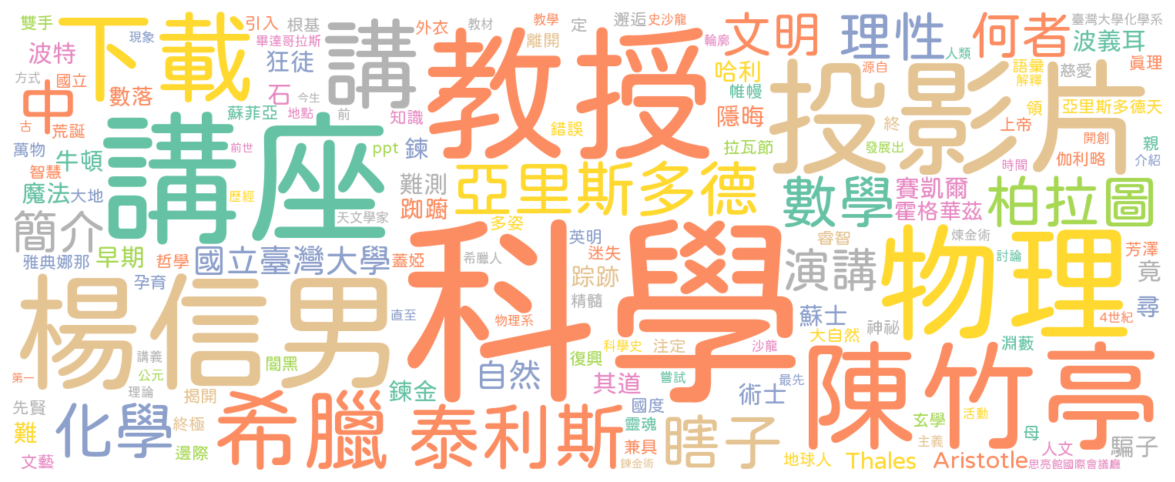 雙手 下載 引入 根基 外衣 教材 教學 定 邂逅 史沙龍 文明 理性 何者 臺灣大學化學系
現象 畢達哥拉斯 講 教授 離開 輪廓 人類 波義耳
波特 狂徒 哈利 投影片 源自 語彙 慈愛 真理
方式 國立 中 數落 石 今生 帷幔 解釋
蘇菲亞 地點 前 知識 隱晦 終 領 亞里斯多德天
古 荒誕 講座 錯誤 上帝 開創
萬物 牛頓 ppt 鍊 拉瓦節 發展出 伽利略 親
智慧 前世 時間 介紹
魔法 大地 歷經 難測 亞里斯多德 數學 賽凱爾 柏拉圖
簡介 天文學家 踟躕 多姿 霍格華茲
早期 國立臺灣大學 科學 英明 睿智 煉金術 芳澤
雅典娜那 哲學 蓋婭 希臘人 迷失 演講 物理 討論 竟
楊信男 孕育 踪跡 神祕 尋
精髓 蘇士 4世紀
直至 物理系 大自然
講義 闇黑 復興 科學史 注定 沙龍 淵藪
第一 公元 自然 嘗試 最先 陳竹亭
理論 揭開 鍊金 其道 術士
先賢 化學 終極 希臘 泰利斯 國度 瞎子 玄學 活動
難 邊際 靈魂 母 騙子
文藝 兼具 主義 人文
鍊金術 地球人 Thales Aristotle 思亮館國際會議廳